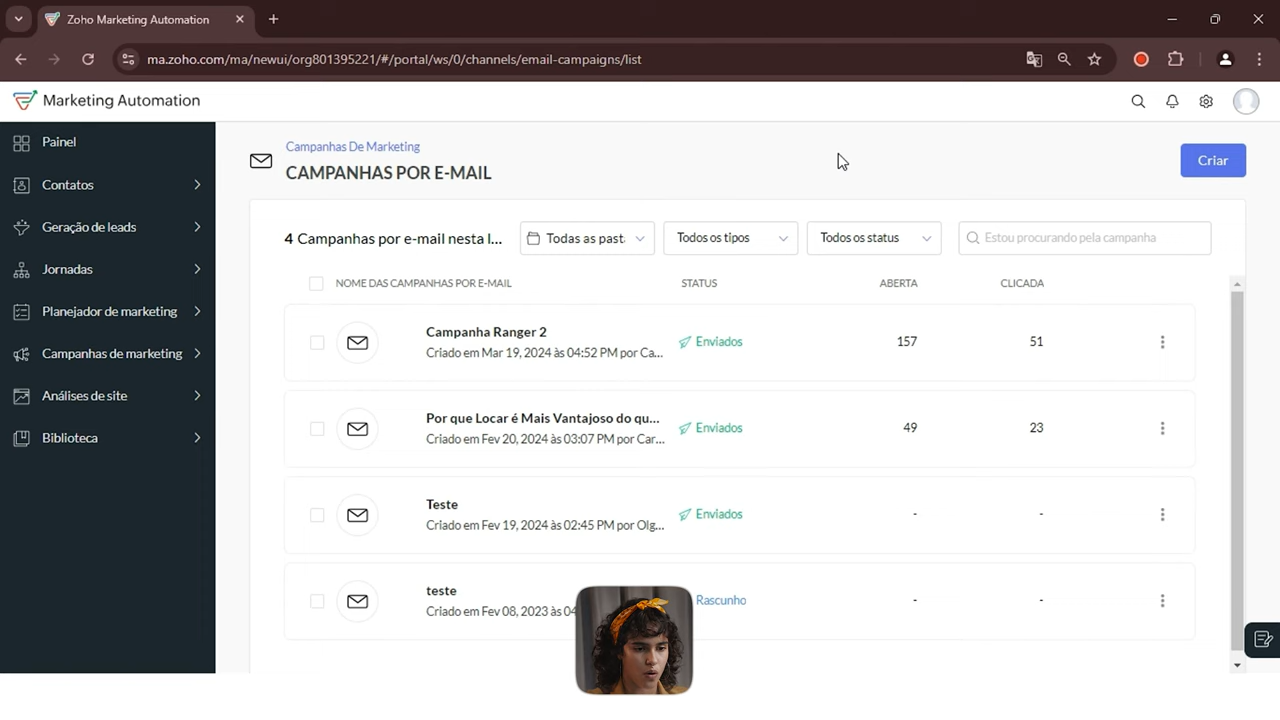 Zoho Marketing Automation
ma.zoho.com/ma/newui/org801395221/#/portal/ws/0/channels/email-campaigns/list
Marketing Automation
Painel
Contatos
Geração de leads
Jornadas
Planejador de marketing
Campanhas de marketing
Análises de site
Biblioteca
Campanhas De Marketing
CAMPANHAS POR E-MAIL
Criar
4 Campanhas por e-mail nesta l...
Todas as past
Todos os tipos
Todos os status
Estou procurando pela campanha
NOME DAS CAMPANHAS POR E-MAIL STATUS ABERTA CLICADA
Campanha Ranger 2
Criado em Mar 19, 2024 às 04:52 PM por Ca...
Enviados 157 51
Por que Locar é Mais Vantajoso do qu...
Criado em Fev 20, 2024 às 03:07 PM por Car...
Enviados 49 23
Teste
Criado em Fev 19, 2024 às 02:45 PM por Olg...
Enviados - -
teste
Criado em Fev 08, 2023 às 04
Rascunho - -